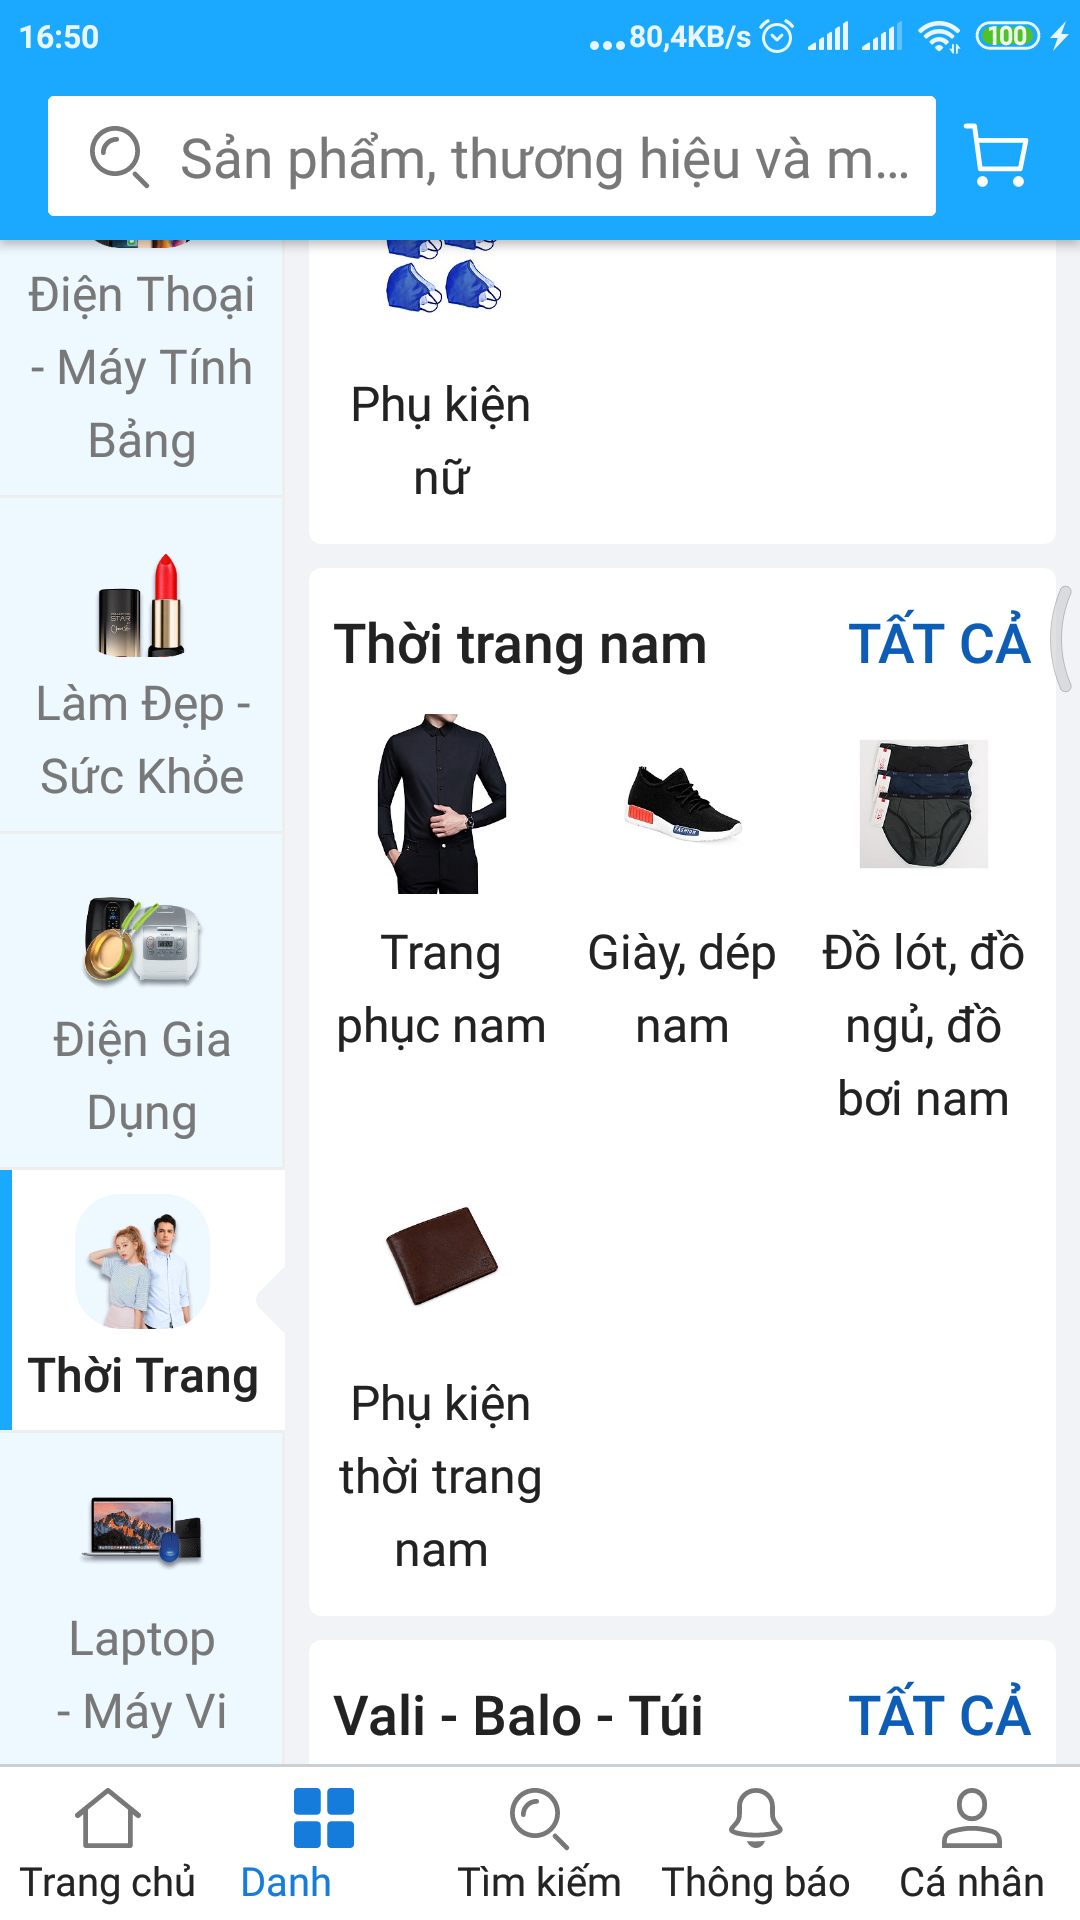 16:50
...80,4KB/s
100
Sản phẩm, thương hiệu và m...
Điện Thoại
- Máy Tính
Bảng
Làm Đẹp -
Sức Khỏe
Điện Gia
Dụng
Thời Trang
Laptop
- Máy Vi
Phụ kiện
nữ
Thời trang nam
TẤT CẢ
Trang
phục nam
Giày, dép
nam
Đồ lót, đồ
ngủ, đồ
bơi nam
Phụ kiện
thời trang
nam
Vali - Balo - Túi
TẤT CẢ
Trang chủ
Danh
Tìm kiếm
Thông báo
Cá nhân